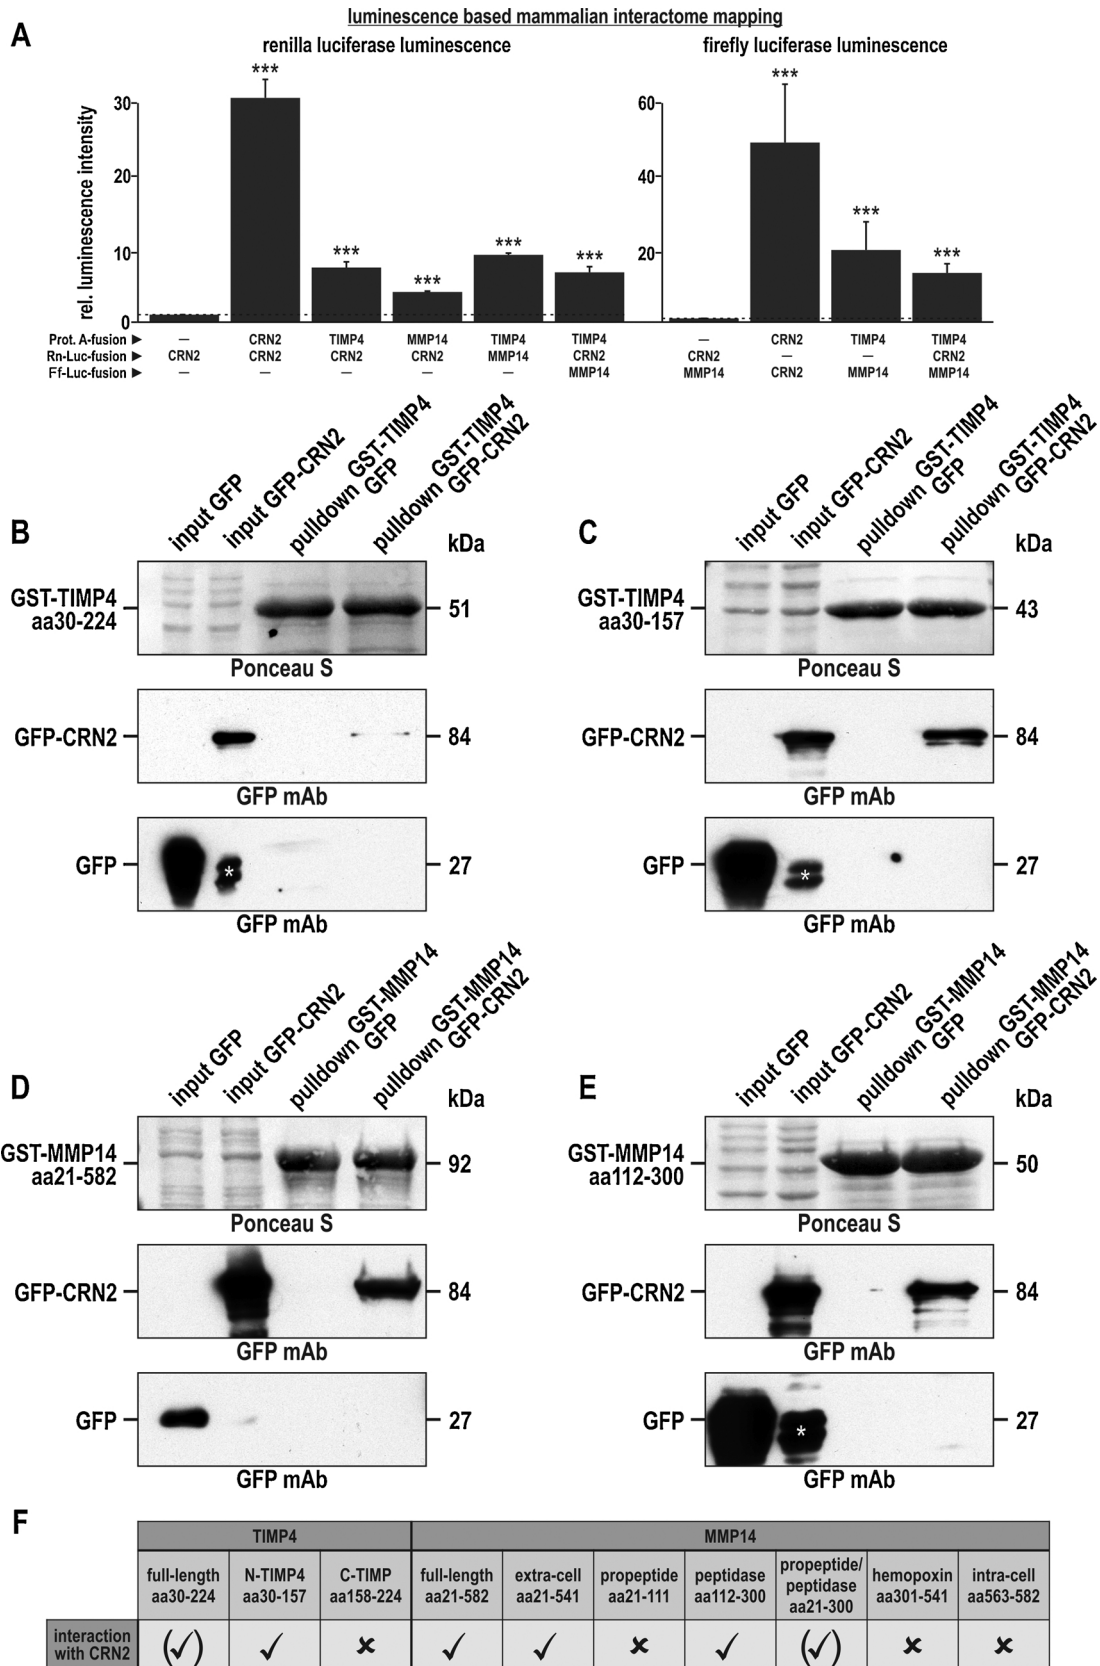 luminescence based mammalian interactome mapping
A
renilla luciferase luminescence
firefly luciferase luminescence
rel. luminescence intensity
30
20
10
0
***
***
***
***
***
60
40
20
***
***
***
Prot. A-fusion ► — CRN2 TIMP4 MMP14 TIMP4 TIMP4 — CRN2 TIMP4 TIMP4
Rn-Luc-fusion ► CRN2 CRN2 CRN2 CRN2 MMP14 CRN2 CRN2 — — CRN2
Ff-Luc-fusion ► — — — — — MMP14 MMP14 CRN2 MMP14 MMP14
B
input GFP
input GFP-CRN2
pulldown GST-TIMP4 GFP
pulldown GST-TIMP4 GFP-CRN2
kDa
GST-TIMP4
aa30-224
51
Ponceau S
GFP-CRN2
84
GFP mAb
GFP
*
27
GFP mAb
C
input GFP
input GFP-CRN2
pulldown GST-TIMP4 GFP
pulldown GST-TIMP4 GFP-CRN2
kDa
GST-TIMP4
aa30-157
43
Ponceau S
GFP-CRN2
84
GFP mAb
GFP
*
27
GFP mAb
D
input GFP
input GFP-CRN2
pulldown GST-MMP14 GFP
pulldown GST-MMP14 GFP-CRN2
kDa
GST-MMP14
aa21-582
92
Ponceau S
GFP-CRN2
84
GFP mAb
GFP
27
GFP mAb
E
input GFP
input GFP-CRN2
pulldown GST-MMP14 GFP
pulldown GST-MMP14 GFP-CRN2
kDa
GST-MMP14
aa112-300
50
Ponceau S
GFP-CRN2
84
GFP mAb
GFP
*
27
GFP mAb
F
TIMP4 MMP14
full-length aa30-224
N-TIMP4 aa30-157
C-TIMP aa158-224
full-length aa21-582
extra-cell aa21-541
propeptide aa21-111
peptidase aa112-300
propeptide/ peptidase aa21-300
hemopoxin aa301-541
intra-cell aa563-582
interaction with CRN2
(✓) ✓ ✘ ✓ ✓ ✘ ✓ (✓) ✘ ✘